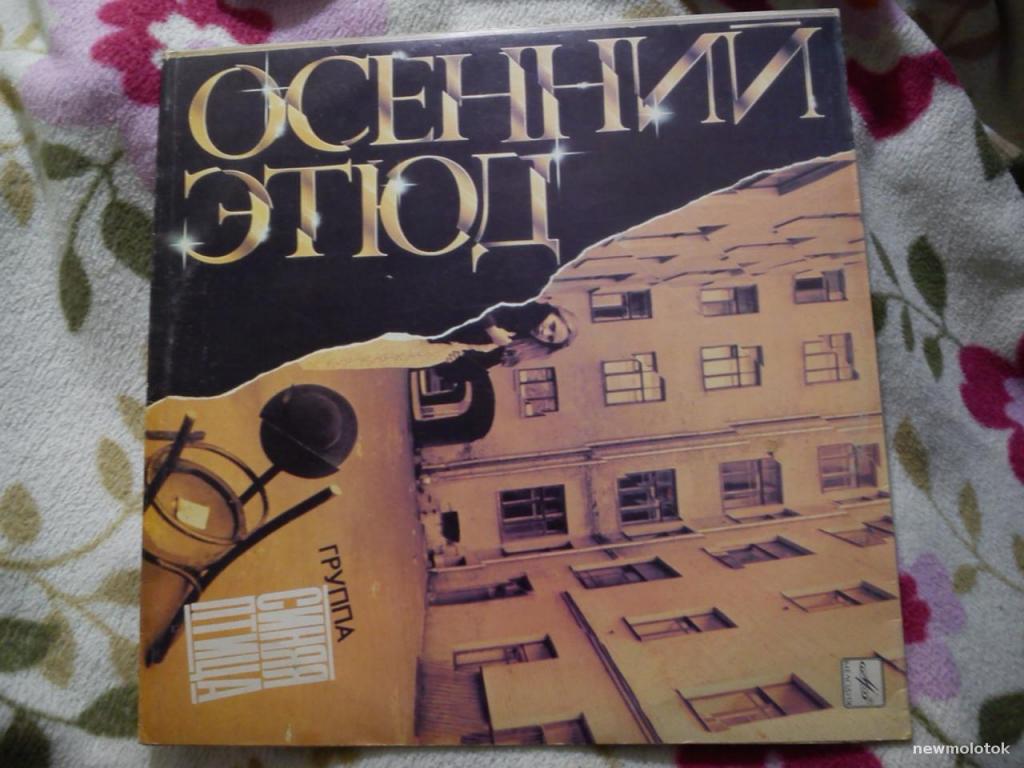 ОСЕННИЙ
ЭТЮД
ГРУППА
СИНЯЯ
ПТИЦА
newmolotok